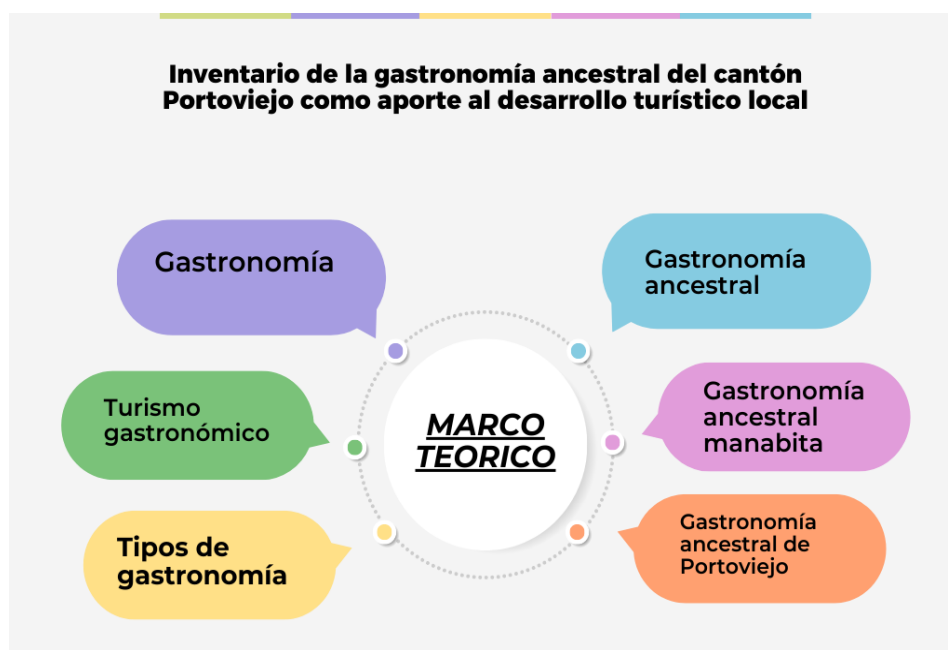 Inventario de la gastronomía ancestral del cantón
Portoviejo como aporte al desarrollo turístico local
Gastronomía
Gastronomía
ancestral
Turismo
gastronómico
MARCO
TEORICO
Gastronomía
ancestral
manabita
Tipos de
gastronomía
Gastronomía
ancestral de
Portoviejo